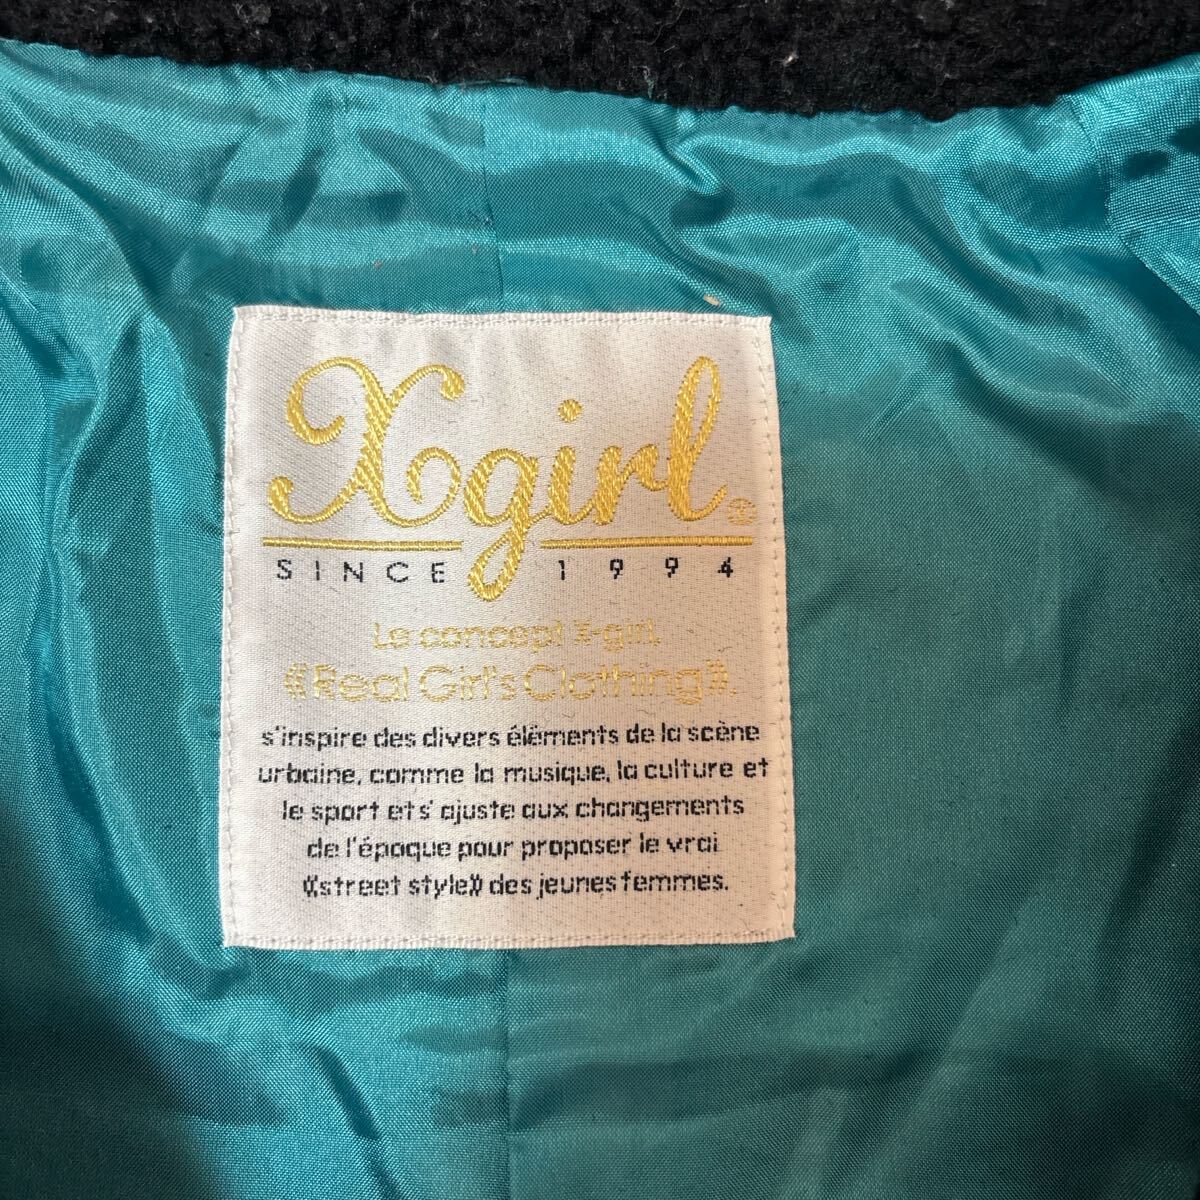 X-girl®
SINCE 1994
Le concept X-girl,
《Real Girl's Clothing》.
s'inspire des divers éléments de la scène
urbaine, comme la musique, la culture et
le sport et s' ajuste aux changements
de l'époque pour proposer le vrai
《street style》 des jeunes femmes.